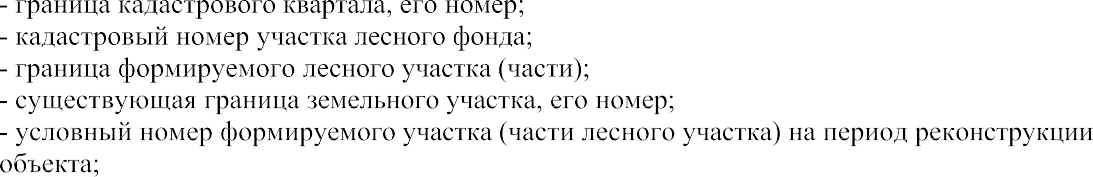 - граница кадастрового квартала, его номер;
- кадастровый номер участка лесного фонда;
- граница формируемого лесного участка (части);
- существующая граница земельного участка, его номер;
- условный номер формируемого участка (части лесного участка) на период реконструкции
объекта;